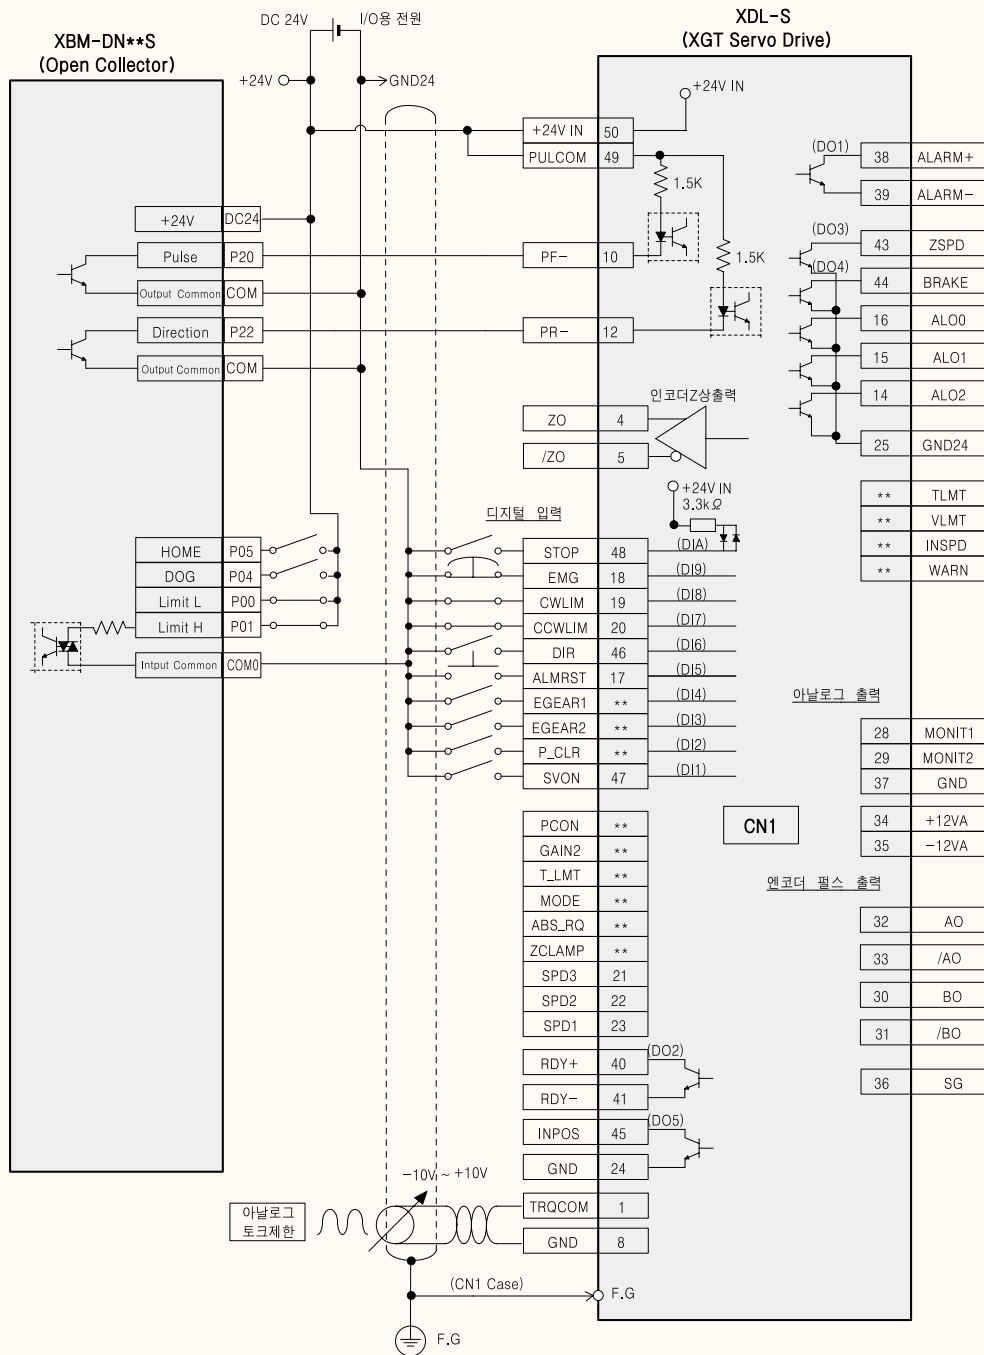 DC 24V
I/O용 전원
XDL-S
(XGT Servo Drive)
XBM-DN**S
(Open Collector)
+24V
GND24
+24V IN
+24V IN 50
PULCOM 49
1.5K
1.5K
+24V DC24
Pulse P20
Output Common COM
Direction P22
Output Common COM
PF- 10
PR- 12
(DO1)
38 ALARM+
39 ALARM-
(DO3)
43 ZSPD
(DO4)
44 BRAKE
16 ALO0
15 ALO1
14 ALO2
25 GND24
** TLMT
** VLMT
** INSPD
** WARN
인코더Z상출력
ZO 4
/ZO 5
+24V IN
3.3kΩ
디지털 입력
HOME P05
DOG P04
Limit L P00
Limit H P01
Intput Common COM0
STOP 48 (DIA)
EMG 18 (DI9)
CWLIM 19 (DI8)
CCWLIM 20 (DI7)
DIR 46 (DI6)
ALMRST 17 (DI5)
EGEAR1 ** (DI4)
EGEAR2 ** (DI3)
P_CLR ** (DI2)
SVON 47 (DI1)
아날로그 출력
28 MONIT1
29 MONIT2
37 GND
34 +12VA
35 -12VA
CN1
PCON **
GAIN2 **
T_LMT **
MODE **
ABS_RQ **
ZCLAMP **
SPD3 21
SPD2 22
SPD1 23
엔코더 펄스 출력
32 AO
33 /AO
30 BO
31 /BO
36 SG
RDY+ 40 (DO2)
RDY- 41
INPOS 45 (DO5)
GND 24
-10V ~ +10V
아날로그
토크제한
TRQCOM 1
GND 8
(CN1 Case)
F.G
F.G